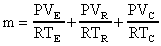 m = PV_E/RT_E + PV_R/RT_R + PV_C/RT_C